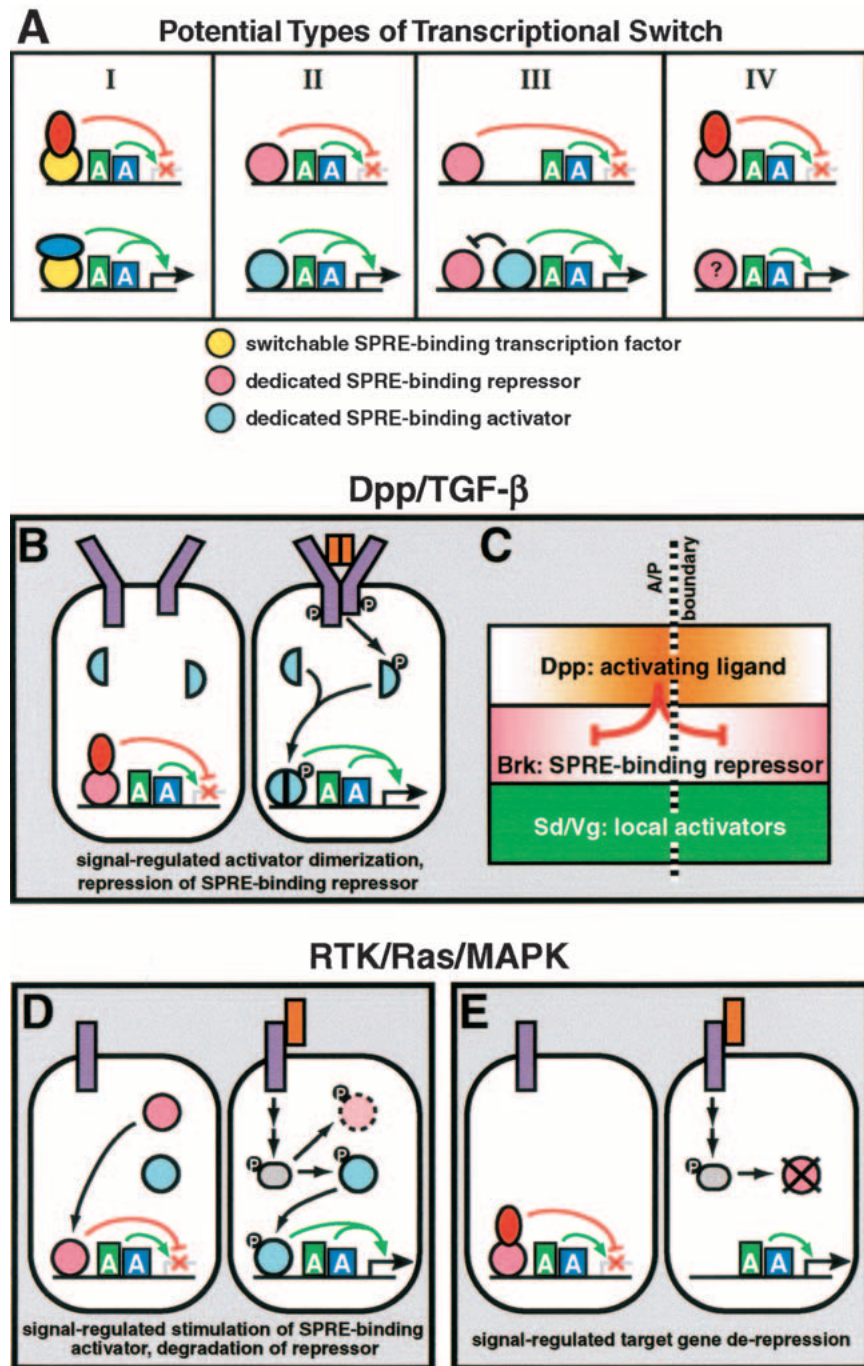 A
Potential Types of Transcriptional Switch
I
II
III
IV
A A
A A
A A
A A
A A
A A
A A
? A A
switchable SPRE-binding transcription factor
dedicated SPRE-binding repressor
dedicated SPRE-binding activator
Dpp/TGF-β
B
P
P
P
P
A A
A A
signal-regulated activator dimerization,
repression of SPRE-binding repressor
C
A/P
boundary
Dpp: activating ligand
Brk: SPRE-binding repressor
Sd/Vg: local activators
RTK/Ras/MAPK
D
P
P
P
P
A A
A A
signal-regulated stimulation of SPRE-binding
activator, degradation of repressor
E
P
A A
A A
signal-regulated target gene de-repression